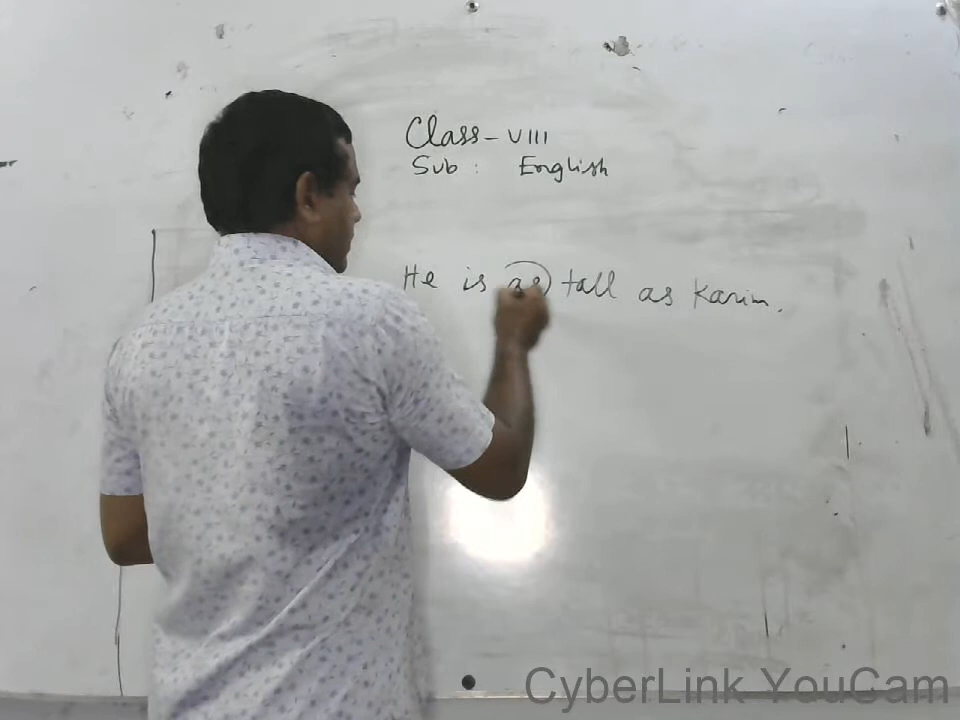 Class - VIII
Sub : English
He is as tall as Karim.
CyberLink YouCam